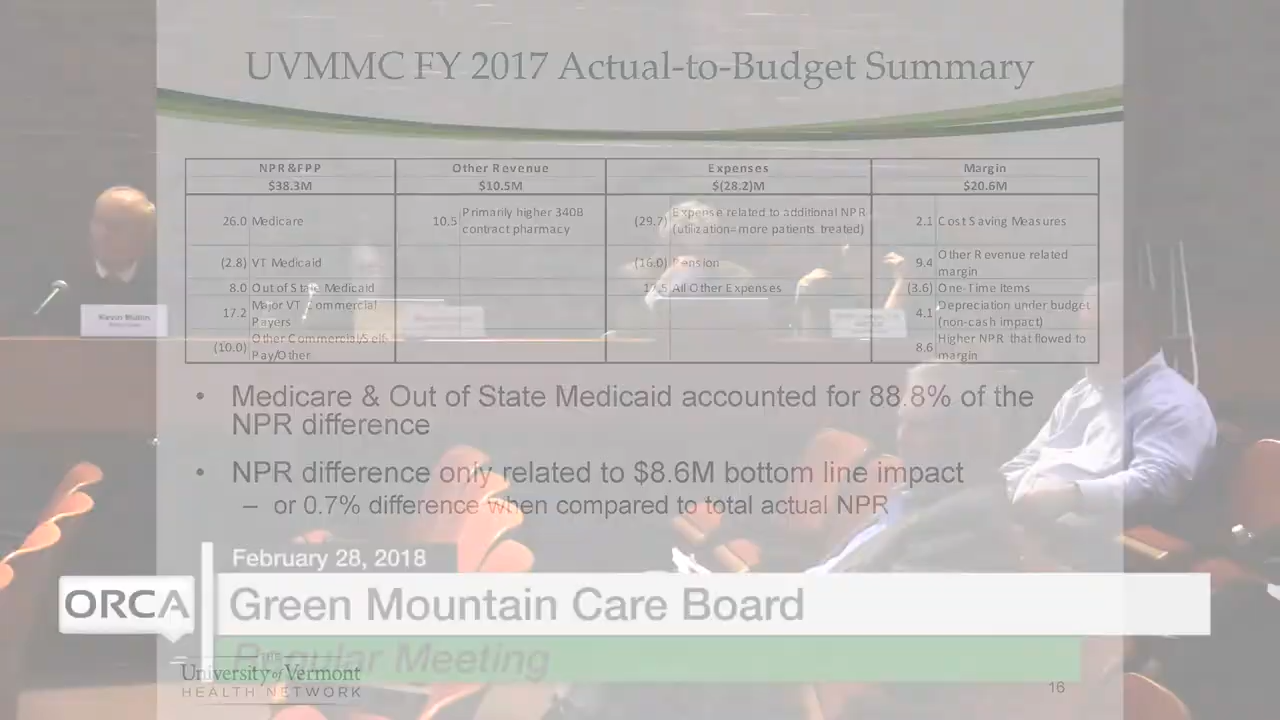 UVMMC FY 2017 Actual-to-Budget Summary
NPR&FPP Other Revenue Expenses Margin
$38.3M $10.5M $(28.2)M $20.6M
26.0 Medicare
10.5 Primarily higher 340B
contract pharmacy
(29.7) Expense related to additional NPR
(utilization=more patients treated)
2.1 Cost Saving Measures
(2.8) VT Medicaid
(16.0) Pension
9.4 Other Revenue related
margin
8.0 Out of State Medicaid
All Other Expenses
(3.6) One-Time Items
17.2 Major VT Commercial
Payers
4.1 Depreciation under budget
(non-cash impact)
(10.0) Other Commercial/Self
Pay/Other
8.6 Higher NPR that flowed to
margin
• Medicare & Out of State Medicaid accounted for 88.8% of the
NPR difference
• NPR difference only related to $8.6M bottom line impact
– or 0.7% difference when compared to total actual NPR
February 28, 2018
ORCA
Green Mountain Care Board
Regular Meeting
THE
University of Vermont
HEALTH NETWORK
16